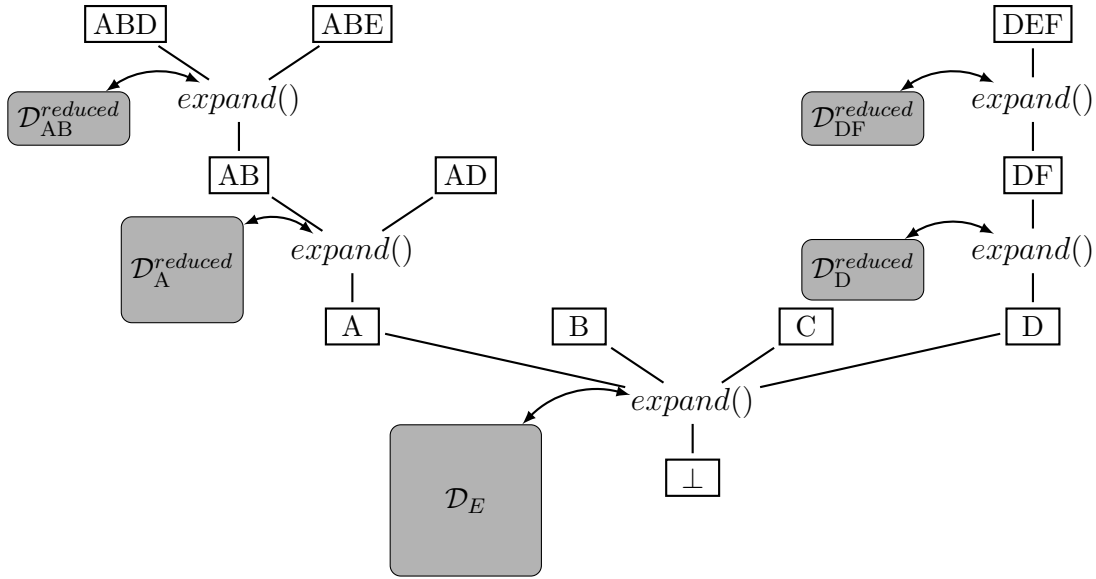 ABD ABE DEF
𝒟_AB^reduced expand() 𝒟_DF^reduced expand()
AB AD DF
𝒟_A^reduced expand() 𝒟_D^reduced expand()
A B C D
expand()
⊥
𝒟_E